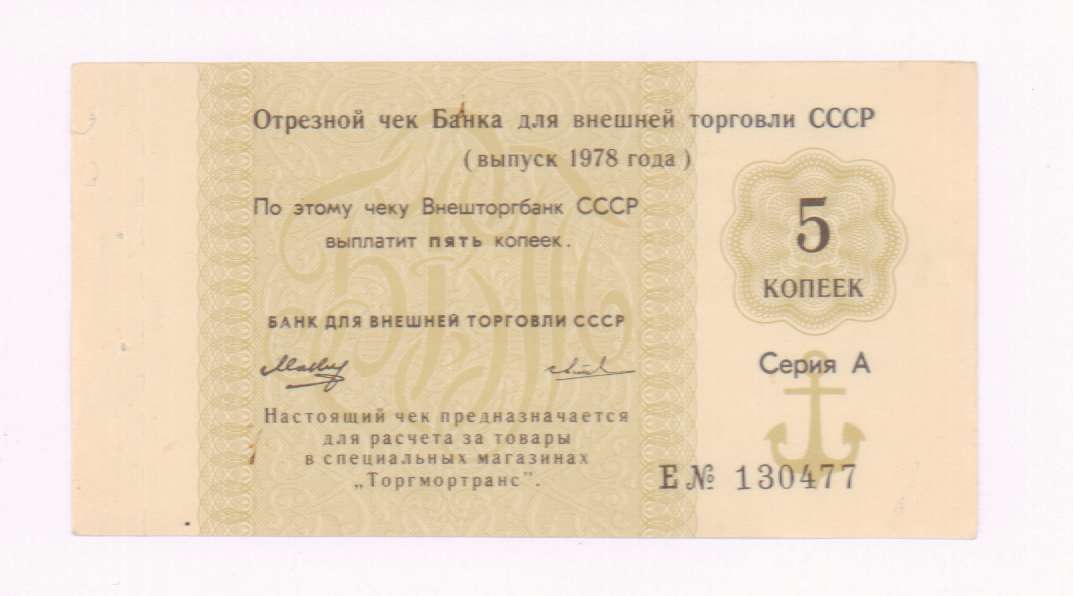 Отрезной чек Банка для внешней торговли СССР
(выпуск 1978 года)
По этому чеку Внешторгбанк СССР
выплатит пять копеек.
5
КОПЕЕК
БАНК ДЛЯ ВНЕШНЕЙ ТОРГОВЛИ СССР
Серия А
Настоящий чек предназначается
для расчета за товары
в специальных магазинах
„Торгмортранс".
Е № 130477